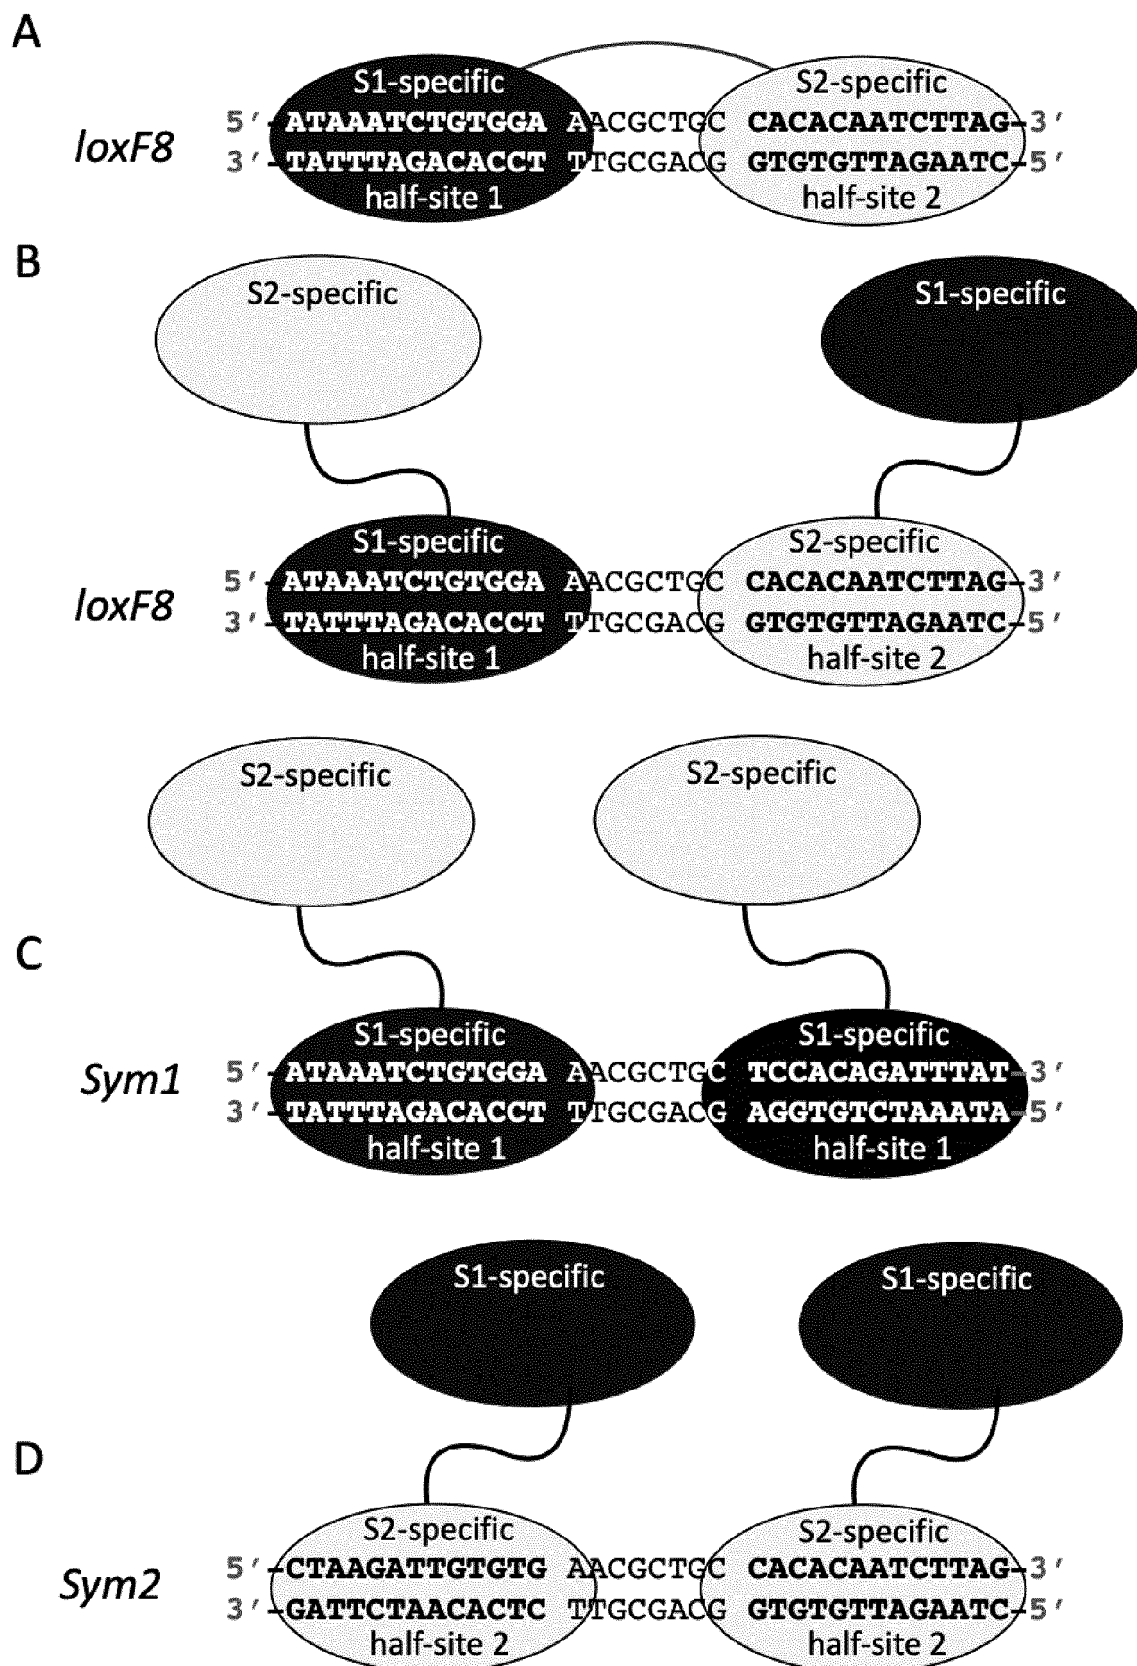 A
S1-specific S2-specific
5′-ATAAATCTGTGGA AACGCTGC CACACAATCTTAG-3′
loxF8
3′-TATTTAGACACCT TTGCGACG GTGTGTTAGAATC-5′
half-site 1 half-site 2
B
S2-specific S1-specific
S1-specific S2-specific
5′-ATAAATCTGTGGA AACGCTGC CACACAATCTTAG-3′
loxF8
3′-TATTTAGACACCT TTGCGACG GTGTGTTAGAATC-5′
half-site 1 half-site 2
S2-specific S2-specific
C
S1-specific S1-specific
5′-ATAAATCTGTGGA AACGCTGC TCCACAGATTTAT-3′
Sym1
3′-TATTTAGACACCT TTGCGACG AGGTGTCTAAATA-5′
half-site 1 half-site 1
S1-specific S1-specific
D
S2-specific S2-specific
5′-CTAAGATTGTGTG AACGCTGC CACACAATCTTAG-3′
Sym2
3′-GATTCTAACACTC TTGCGACG GTGTGTTAGAATC-5′
half-site 2 half-site 2